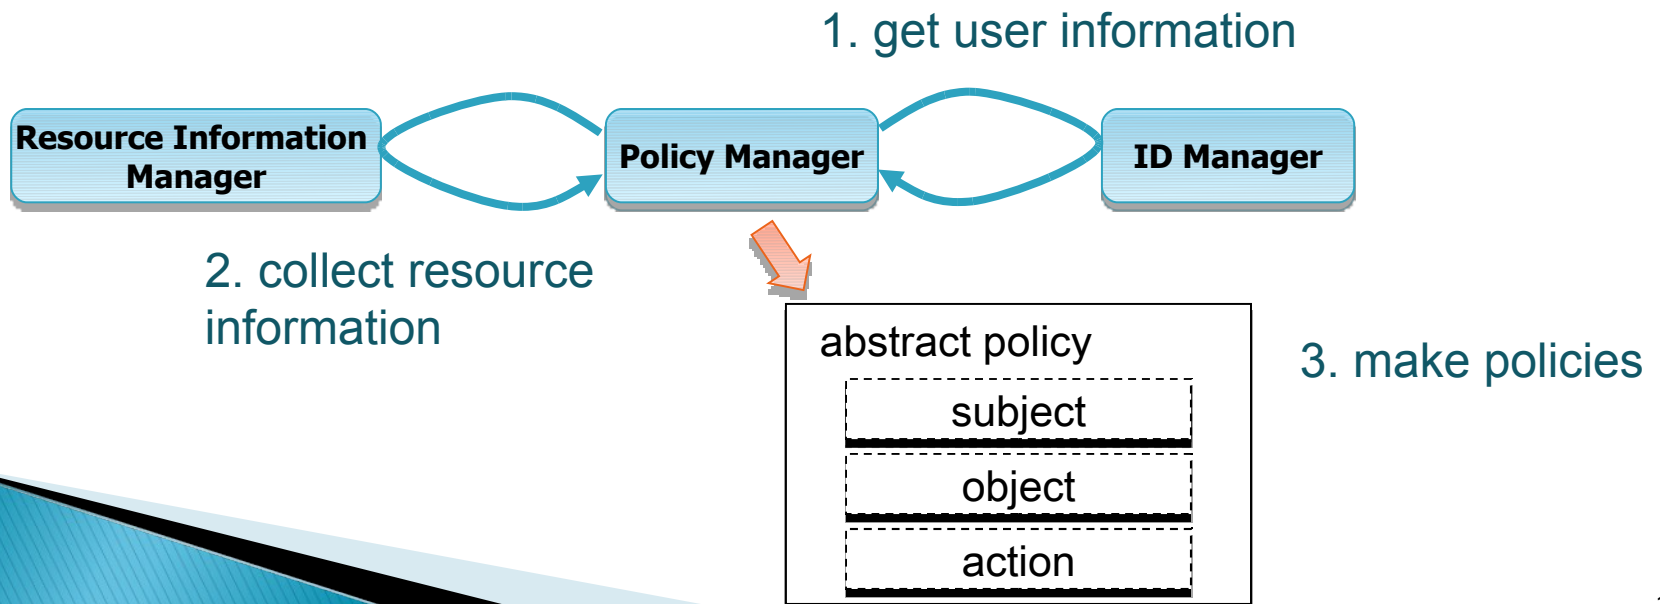 1. get user information
Resource Information
Manager
Policy Manager
ID Manager
2. collect resource
information
abstract policy
subject
object
action
3. make policies